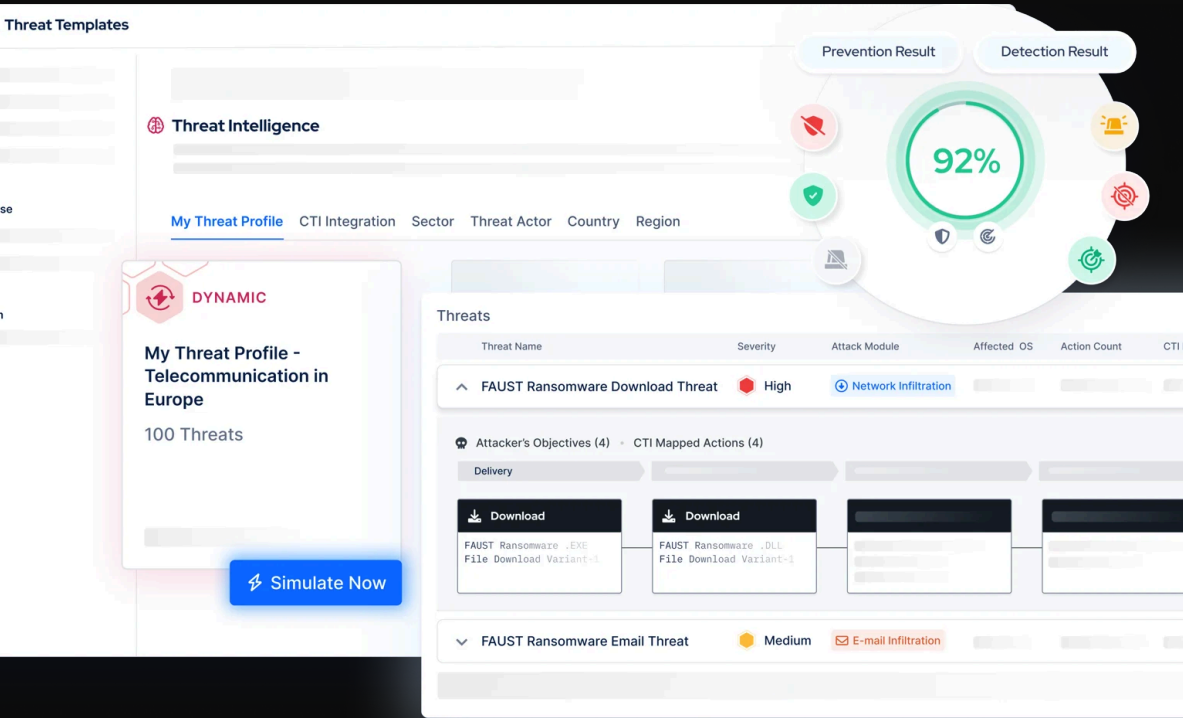 Threat Templates
Prevention Result
Detection Result
92%
Threat Intelligence
se
My Threat Profile CTI Integration Sector Threat Actor Country Region
n
DYNAMIC
My Threat Profile -
Telecommunication in
Europe
100 Threats
Simulate Now
Threats
Threat Name Severity Attack Module Affected OS Action Count CTI
FAUST Ransomware Download Threat High Network Infiltration
Attacker's Objectives (4) • CTI Mapped Actions (4)
Delivery
Download
FAUST Ransomware .EXE
File Download Variant-1
Download
FAUST Ransomware .DLL
File Download Variant-1
FAUST Ransomware Email Threat Medium E-mail Infiltration